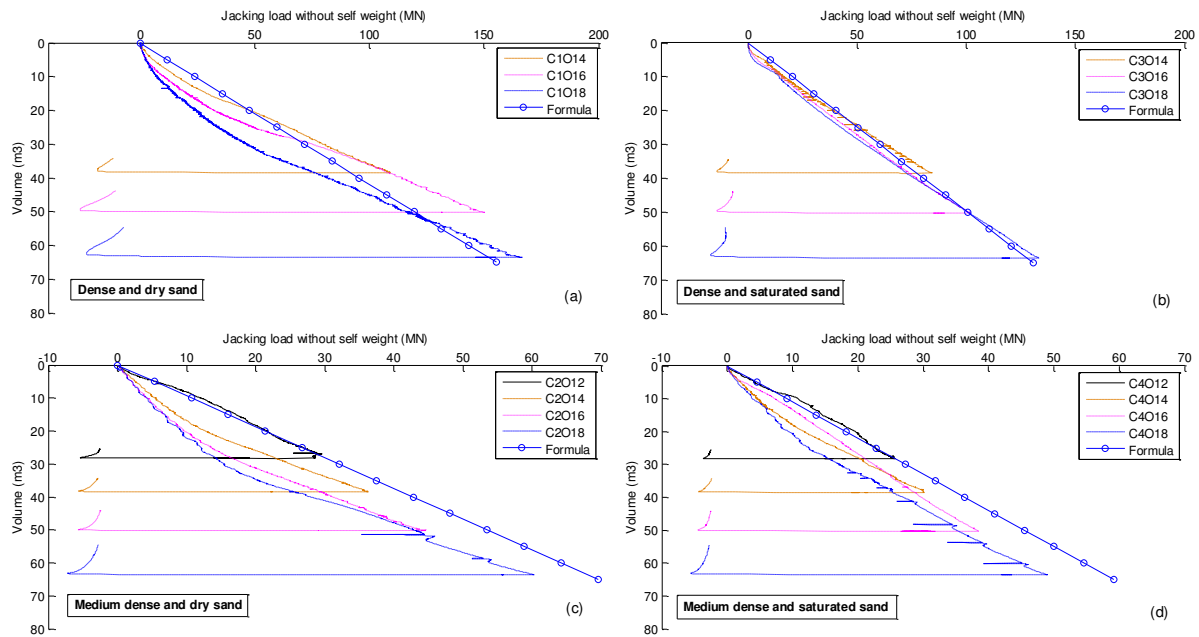 Jacking load without self weight (MN)
0 50 100 150 200
0
10
20
30
40
50
60
70
80
Volume (m3)
C1O14
C1O16
C1O18
Formula
Dense and dry sand
(a)
Jacking load without self weight (MN)
0 50 100 150 200
0
10
20
30
40
50
60
70
80
Volume (m3)
C3O14
C3O16
C3O18
Formula
Dense and saturated sand
(b)
Jacking load without self weight (MN)
-10 0 10 20 30 40 50 60 70
0
10
20
30
40
50
60
70
80
Volume (m3)
C2O12
C2O14
C2O16
C2O18
Formula
Medium dense and dry sand
(c)
Jacking load without self weight (MN)
-10 0 10 20 30 40 50 60 70
0
10
20
30
40
50
60
70
80
Volume (m3)
C4O12
C4O14
C4O16
C4O18
Formula
Medium dense and saturated sand
(d)